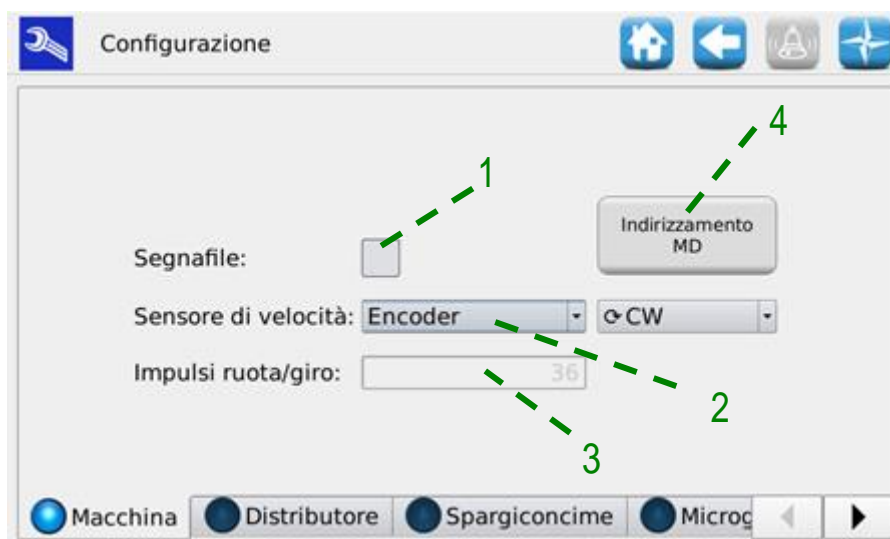 Configurazione
4
1
Indirizzamento
MD
Segnafile:
Sensore di velocità: Encoder CW
Impulsi ruota/giro: 36
2
3
Macchina Distributore Spargiconcime Microg